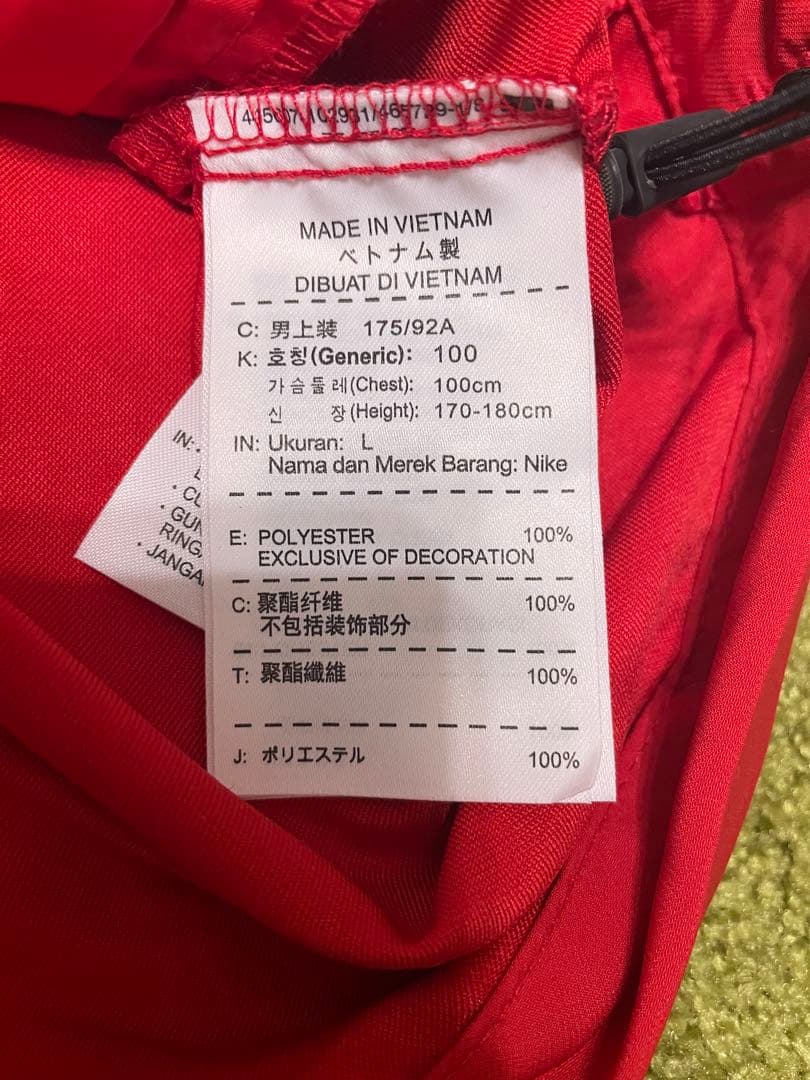 MADE IN VIETNAM
ベトナム製
DIBUAT DI VIETNAM
C: 男上装 175/92A
K: 호칭(Generic): 100
가슴둘레(Chest): 100cm
신 장(Height): 170-180cm
IN: Ukuran: L
Nama dan Merek Barang: Nike
E: POLYESTER 100%
EXCLUSIVE OF DECORATION
C: 聚酯纤维 100%
不包括装饰部分
T: 聚酯纖維 100%
J: ポリエステル 100%
IN: